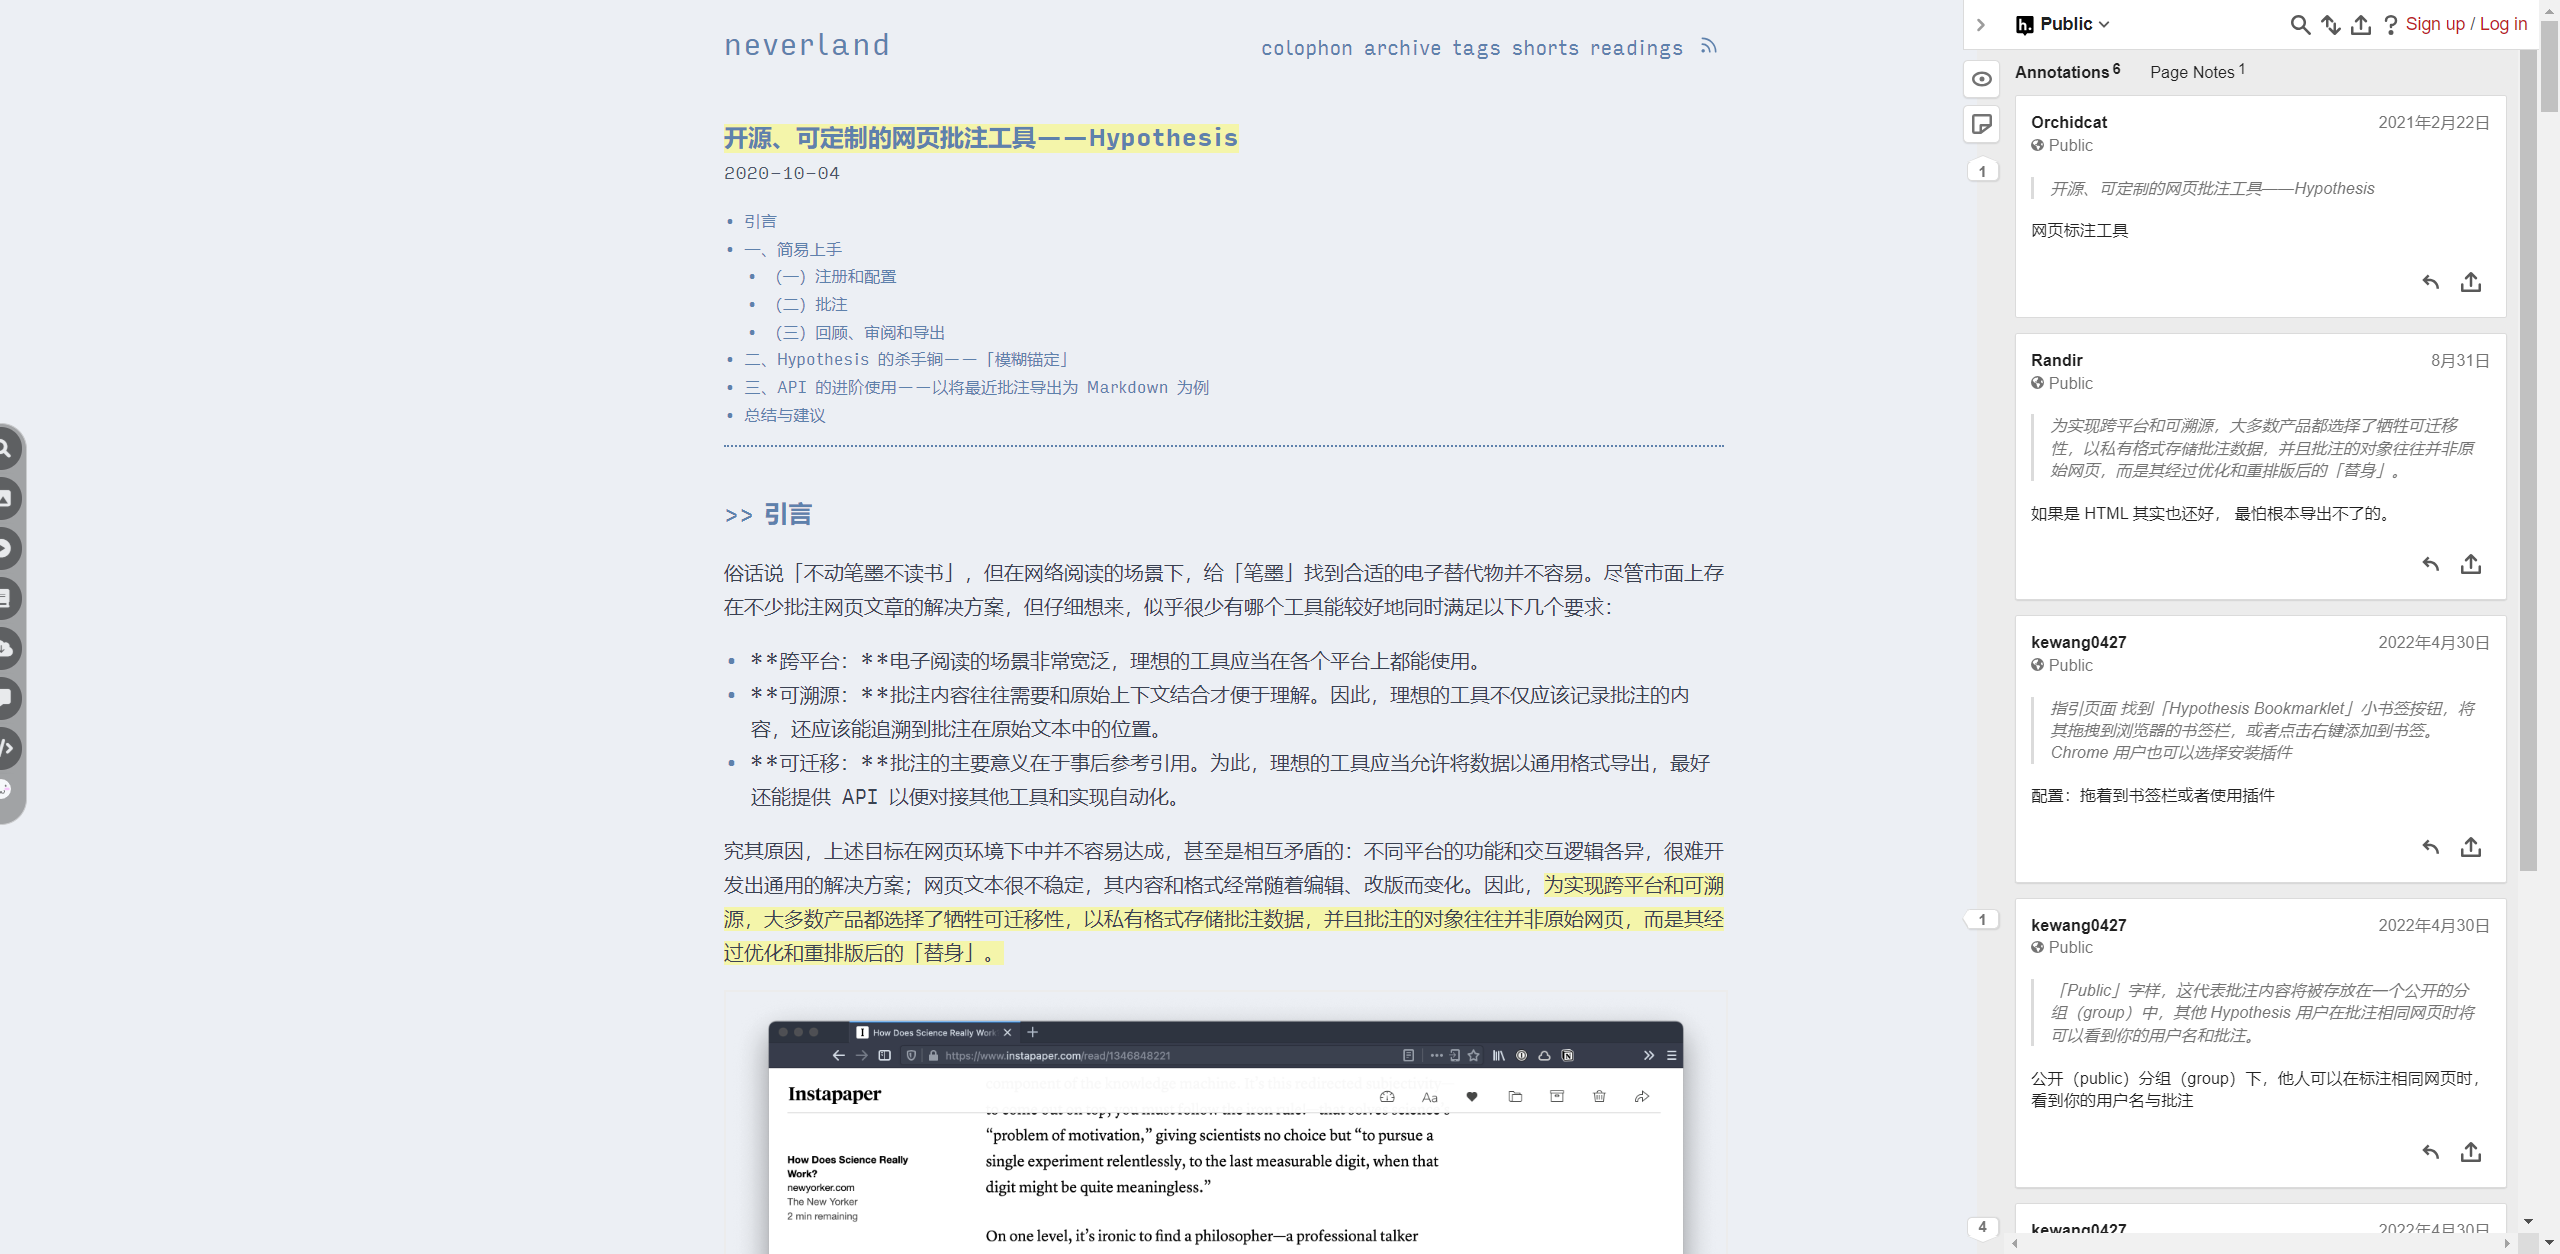 neverland
colophon archive tags shorts readings
开源、可定制的网页批注工具——Hypothesis
2020-10-04
• 引言
• 一、简易上手
• （一）注册和配置
• （二）批注
• （三）回顾、审阅和导出
• 二、Hypothesis 的杀手锏——「模糊锚定」
• 三、API 的进阶使用——以将最近批注导出为 Markdown 为例
• 总结与建议
>> 引言
俗话说「不动笔墨不读书」，但在网络阅读的场景下，给「笔墨」找到合适的电子替代物并不容易。尽管市面上存
在不少批注网页文章的解决方案，但仔细想来，似乎很少有哪个工具能较好地同时满足以下几个要求：
• **跨平台：**电子阅读的场景非常宽泛，理想的工具应当在各个平台上都能使用。
• **可溯源：**批注内容往往需要和原始上下文结合才便于理解。因此，理想的工具不仅应该记录批注的内
容，还应该能追溯到批注在原始文本中的位置。
• **可迁移：**批注的主要意义在于事后参考引用。为此，理想的工具应当允许将数据以通用格式导出，最好
还能提供 API 以便对接其他工具和实现自动化。
究其原因，上述目标在网页环境下中并不容易达成，甚至是相互矛盾的：不同平台的功能和交互逻辑各异，很难开
发出通用的解决方案；网页文本很不稳定，其内容和格式经常随着编辑、改版而变化。因此，为实现跨平台和可溯
源，大多数产品都选择了牺牲可迁移性，以私有格式存储批注数据，并且批注的对象往往并非原始网页，而是其经
过优化和重排版后的「替身」。
How Does Science Really Work
https://www.instapaper.com/read/1346848221
Instapaper
Aa
component of the knowledge machine. It's this redirected subjectivity
to come out on top, you must follow the iron rule.
“problem of motivation,” giving scientists no choice but “to pursue a
single experiment relentlessly, to the last measurable digit, when that
digit might be quite meaningless.”
On one level, it’s ironic to find a philosopher—a professional talker
How Does Science Really
Work?
newyorker.com
The New Yorker
2 min remaining
Public
Sign up / Log in
Annotations 6
Page Notes 1
1
1
4
Orchidcat
2021年2月22日
Public
开源、可定制的网页批注工具——Hypothesis
网页标注工具
Randir
8月31日
Public
为实现跨平台和可溯源，大多数产品都选择了牺牲可迁移
性，以私有格式存储批注数据，并且批注的对象往往并非原
始网页，而是其经过优化和重排版后的「替身」。
如果是 HTML 其实也还好， 最怕根本导出不了的。
kewang0427
2022年4月30日
Public
指引页面 找到「Hypothesis Bookmarklet」小书签按钮，将
其拖拽到浏览器的书签栏，或者点击右键添加到书签。
Chrome 用户也可以选择安装插件
配置：拖着到书签栏或者使用插件
kewang0427
2022年4月30日
Public
「Public」字样，这代表批注内容将被存放在一个公开的分
组（group）中，其他 Hypothesis 用户在批注相同网页时将
可以看到你的用户名和批注。
公开（public）分组（group）下，他人可以在标注相同网页时，
看到你的用户名与批注
kewang0427
2022年4月30日